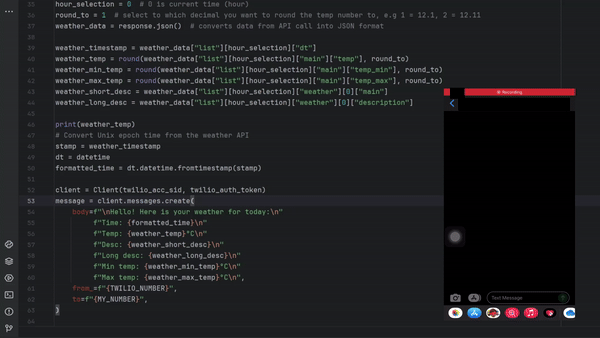 35 hour_selection = 0  # 0 is current time (hour)
36 round_to = 1  # select to which decimal you want to round the temp number to, e.g 1 = 12.1, 2 = 12.11
37 weather_data = response.json()  # converts data from API call into JSON format
38
39 weather_timestamp = weather_data["list"][hour_selection]["dt"]
40 weather_temp = round(weather_data["list"][hour_selection]["main"]["temp"], round_to)
41 weather_min_temp = round(weather_data["list"][hour_selection]["main"]["temp_min"], round_to)
42 weather_max_temp = round(weather_data["list"][hour_selection]["main"]["temp_max"], round_to)
43 weather_short_desc = weather_data["list"][hour_selection]["weather"][0]["main"]
44 weather_long_desc = weather_data["list"][hour_selection]["weather"][0]["description"]
45
46 print(weather_temp)
47 # Convert Unix epoch time from the weather API
48 stamp = weather_timestamp
49 dt = datetime
50 formatted_time = dt.datetime.fromtimestamp(stamp)
51
52 client = Client(twilio_acc_sid, twilio_auth_token)
53 message = client.messages.create(
54     body=f"\nHello! Here is your weather for today:\n"
55          f"Time: {formatted_time}\n"
56          f"Temp: {weather_temp}°C\n"
57          f"Desc: {weather_short_desc}\n"
58          f"Long desc: {weather_long_desc}\n"
59          f"Min temp: {weather_min_temp}°C\n"
60          f"Max temp: {weather_max_temp}°C\n",
61     from_=f"{TWILIO_NUMBER}",
62     to=f"{MY_NUMBER}",
63 )
64
Recording
Text Message